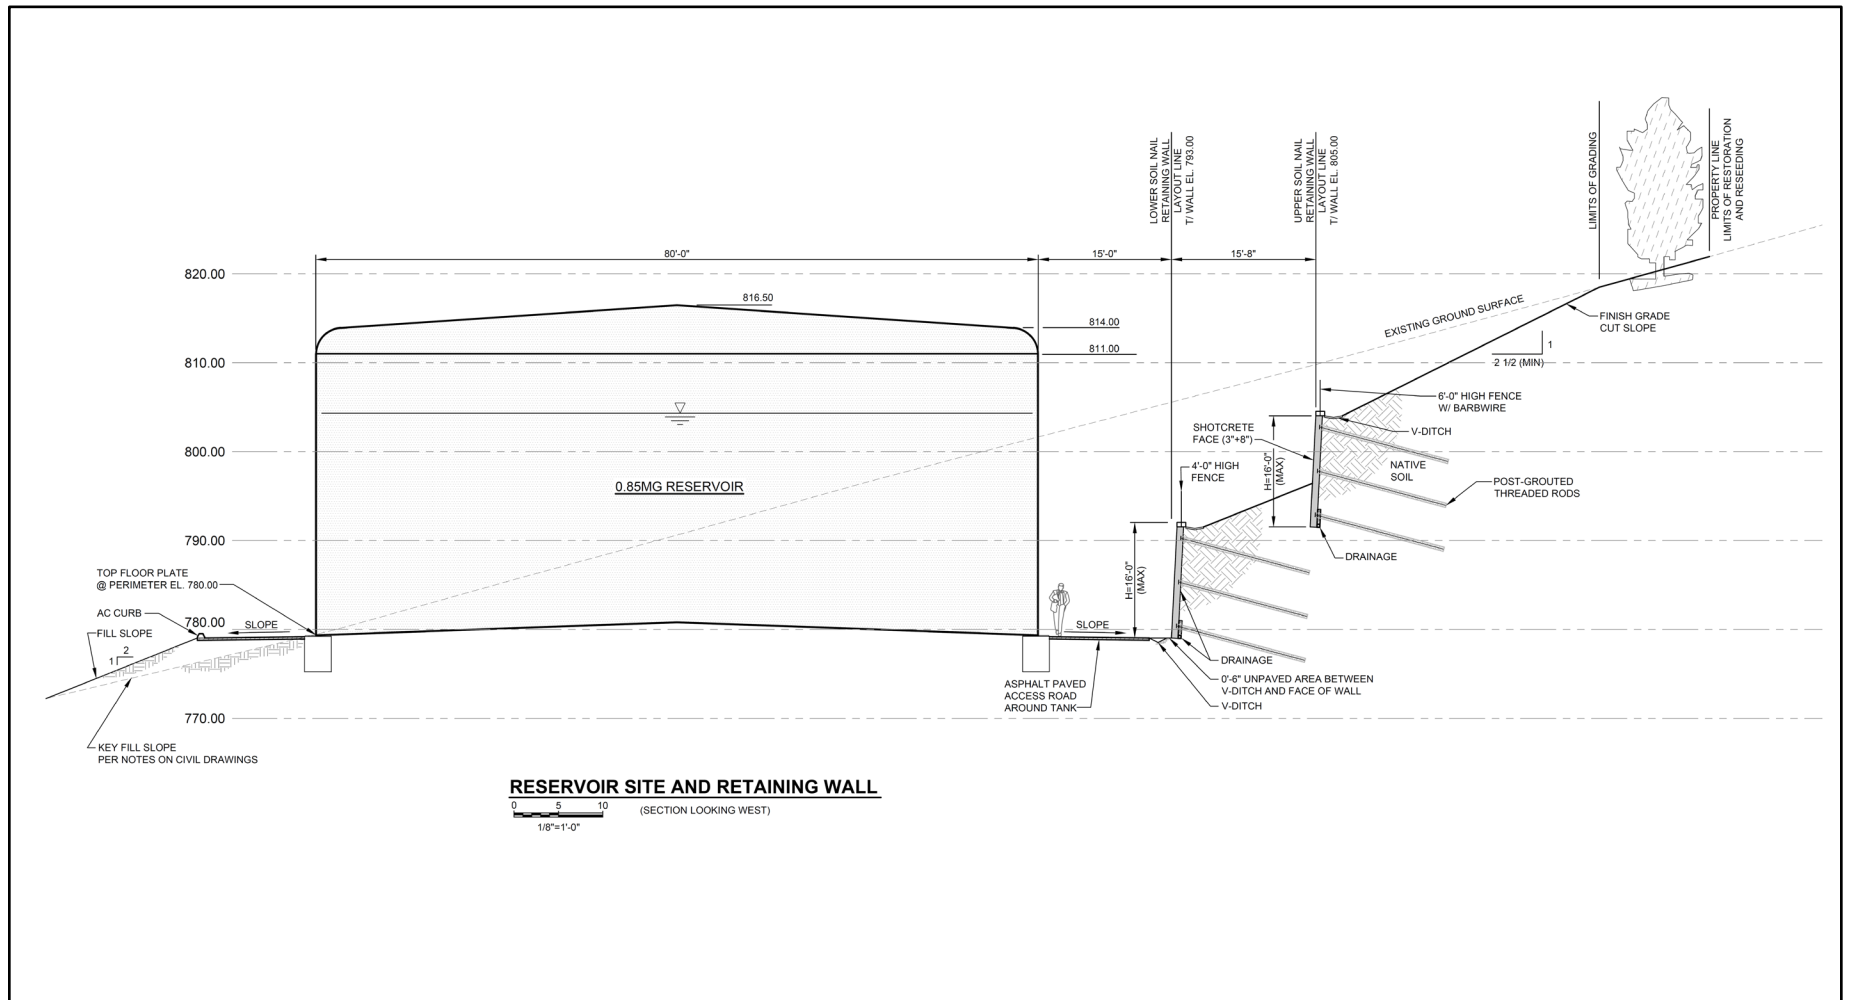 LIMITS OF GRADING
PROPERTY LINE
LIMITS OF RESTORATION
AND RESEEDING
LOWER SOIL NAIL
RETAINING WALL
LAYOUT LINE
T/ WALL EL. 793.00
UPPER SOIL NAIL
RETAINING WALL
LAYOUT LINE
T/ WALL EL. 805.00
80'-0"
15'-0"
15'-8"
820.00
816.50
814.00
811.00
810.00
EXISTING GROUND SURFACE
FINISH GRADE
CUT SLOPE
1
2 1/2 (MIN)
6'-0" HIGH FENCE
W/ BARBWIRE
V-DITCH
SHOTCRETE
FACE (3"+8")
H=16'-0"
(MAX)
800.00
NATIVE
SOIL
4'-0" HIGH
FENCE
0.85MG RESERVOIR
POST-GROUTED
THREADED RODS
790.00
DRAINAGE
H=16'-0"
(MAX)
TOP FLOOR PLATE
@ PERIMETER EL. 780.00
AC CURB
780.00
SLOPE
SLOPE
FILL SLOPE
2
1
DRAINAGE
0'-6" UNPAVED AREA BETWEEN
V-DITCH AND FACE OF WALL
V-DITCH
ASPHALT PAVED
ACCESS ROAD
AROUND TANK
770.00
KEY FILL SLOPE
PER NOTES ON CIVIL DRAWINGS
RESERVOIR SITE AND RETAINING WALL
0 5 10
(SECTION LOOKING WEST)
1/8"=1'-0"